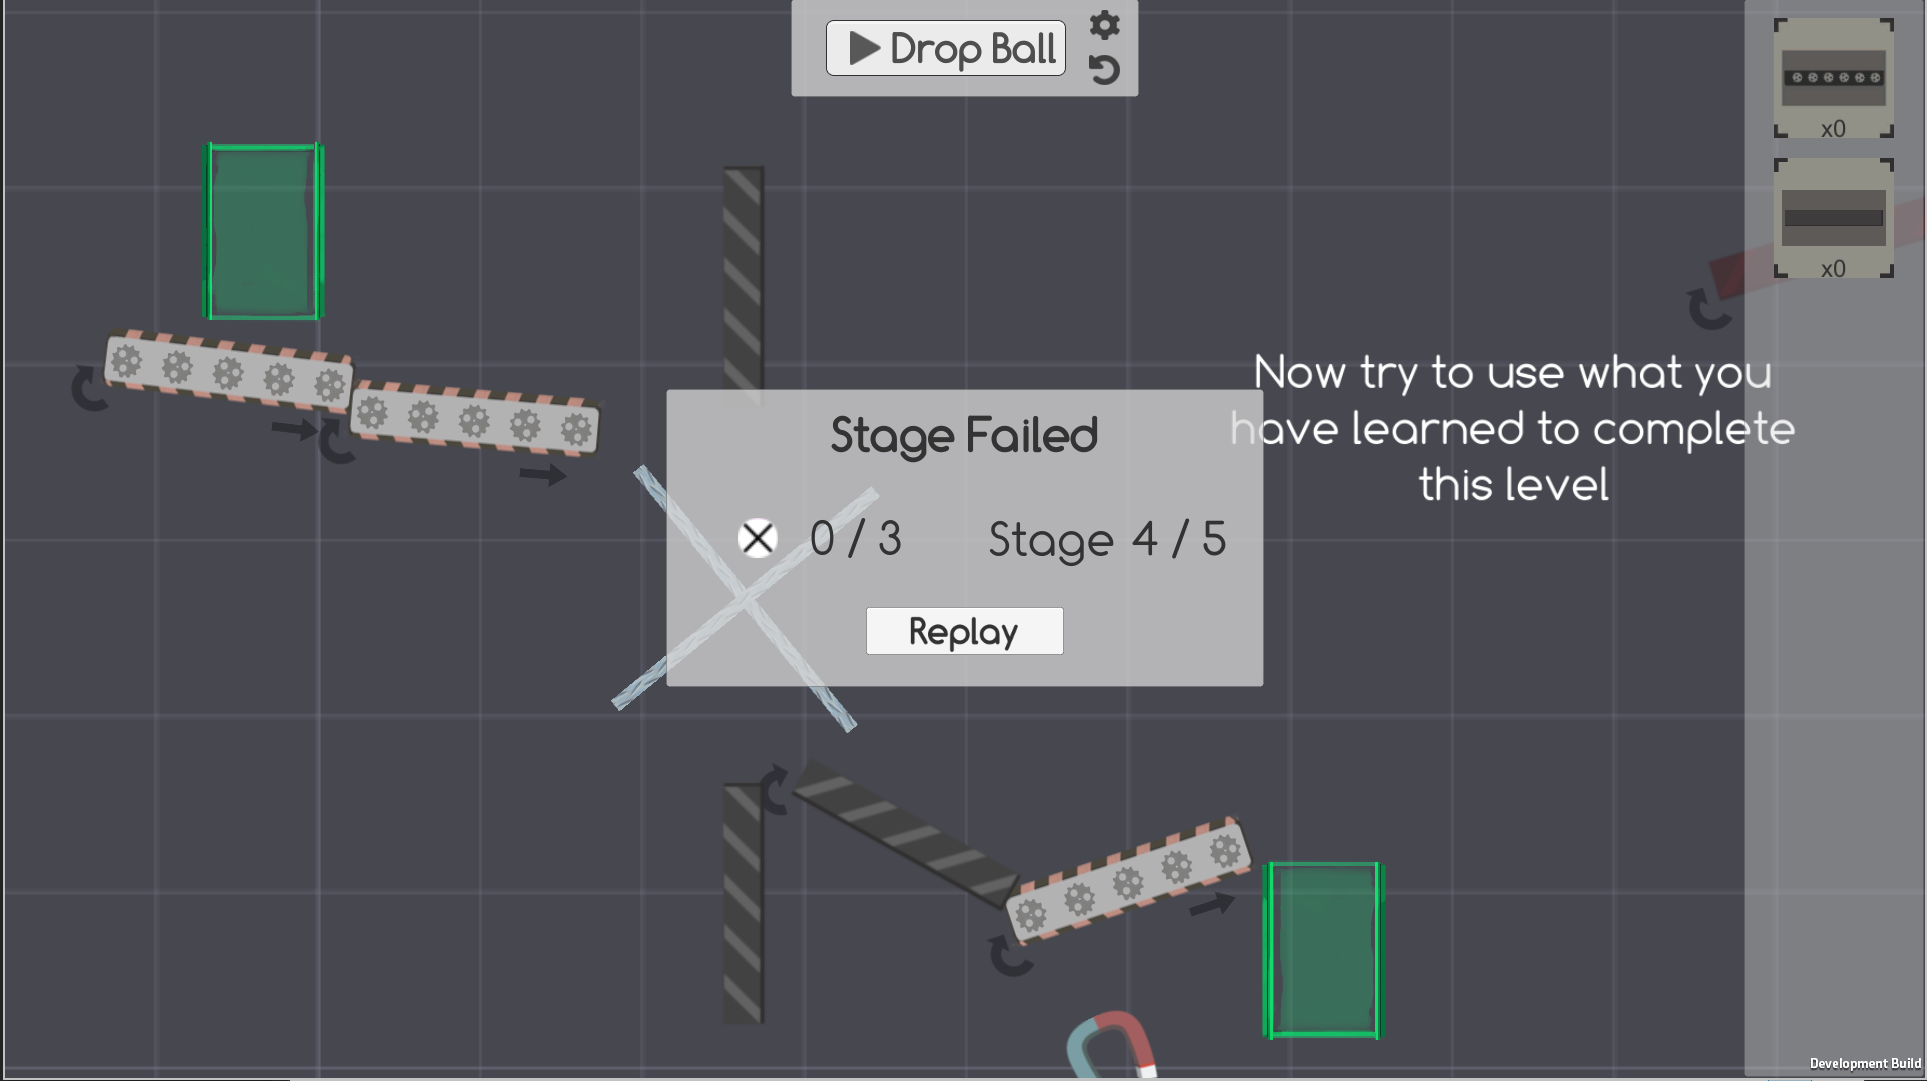 Drop Ball
x0
x0
Now try to use what you
have learned to complete
this level
Stage Failed
0 / 3
Stage 4 / 5
Replay
Development Build